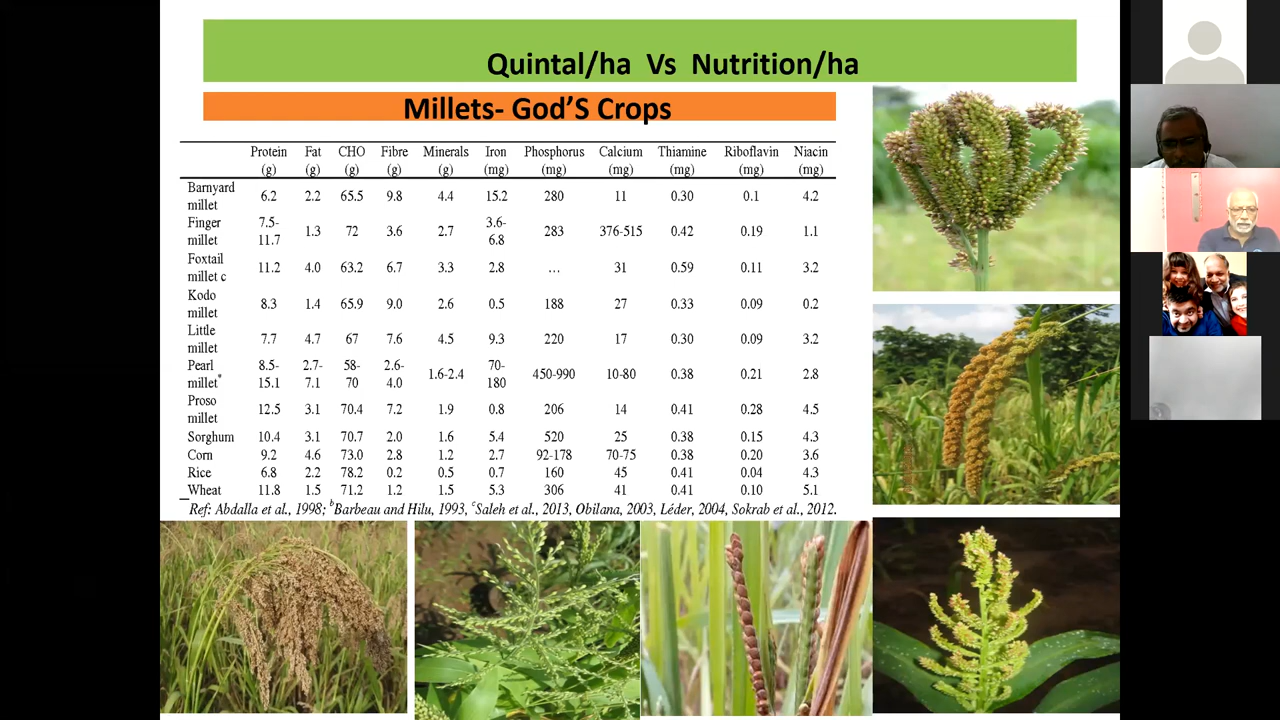 Quintal/ha Vs Nutrition/ha
Millets- God'S Crops
Protein Fat CHO Fibre Minerals Iron Phosphorus Calcium Thiamine Riboflavin Niacin
(g) (g) (g) (g) (g) (mg) (mg) (mg) (mg) (mg) (mg)
Barnyard millet 6.2 2.2 65.5 9.8 4.4 15.2 280 11 0.30 0.1 4.2
Finger millet 7.5-11.7 1.3 72 3.6 2.7 3.6-6.8 283 376-515 0.42 0.19 1.1
Foxtail millet c 11.2 4.0 63.2 6.7 3.3 2.8 … 31 0.59 0.11 3.2
Kodo millet 8.3 1.4 65.9 9.0 2.6 0.5 188 27 0.33 0.09 0.2
Little millet 7.7 4.7 67 7.6 4.5 9.3 220 17 0.30 0.09 3.2
Pearl millet* 8.5-15.1 2.7-7.1 58-70 2.6-4.0 1.6-2.4 70-180 450-990 10-80 0.38 0.21 2.8
Proso millet 12.5 3.1 70.4 7.2 1.9 0.8 206 14 0.41 0.28 4.5
Sorghum 10.4 3.1 70.7 2.0 1.6 5.4 520 25 0.38 0.15 4.3
Corn 9.2 4.6 73.0 2.8 1.2 2.7 92-178 70-75 0.38 0.20 3.6
Rice 6.8 2.2 78.2 0.2 0.5 0.7 160 45 0.41 0.04 4.3
Wheat 11.8 1.5 71.2 1.2 1.5 5.3 306 41 0.41 0.10 5.1
Ref: Abdalla et al., 1998; bBarbeau and Hilu, 1993, cSaleh et al., 2013, Obilana, 2003, Léder, 2004, Sokrab et al., 2012.